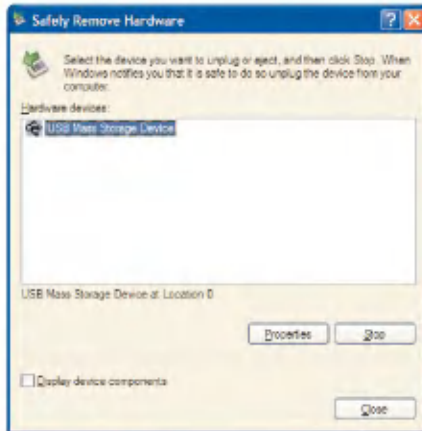 Safely Remove Hardware
Select the device you want to unplug or eject, and then click Stop. When
Windows notifies you that it is safe to do so unplug the device from your
computer.
Hardware devices:
USB Mass Storage Device
USB Mass Storage Device at Location 0
Properties
Stop
Display device components
Close